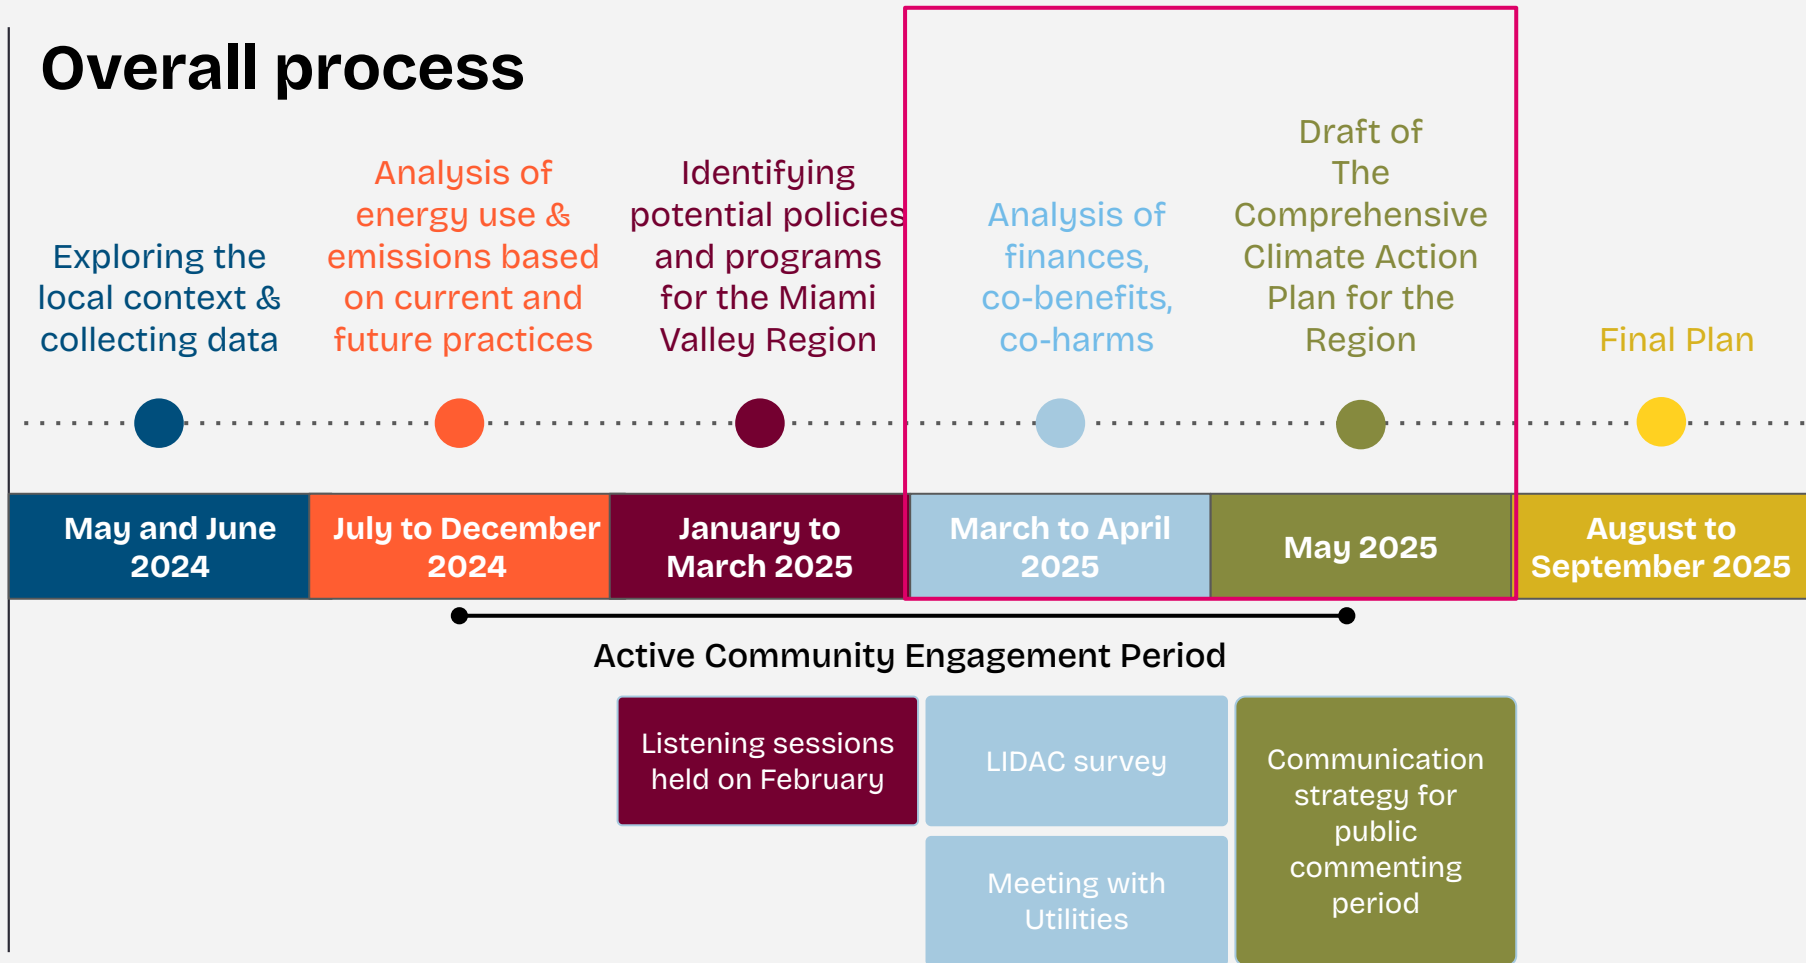 Overall process
Exploring the
local context &
collecting data
Analysis of
energy use &
emissions based
on current and
future practices
Identifying
potential policies
and programs
for the Miami
Valley Region
Analysis of
finances,
co-benefits,
co-harms
Draft of
The
Comprehensive
Climate Action
Plan for the
Region
Final Plan
May and June
2024
July to December
2024
January to
March 2025
March to April
2025
May 2025
August to
September 2025
Active Community Engagement Period
Listening sessions
held on February
LIDAC survey
Meeting with
Utilities
Communication
strategy for
public
commenting
period